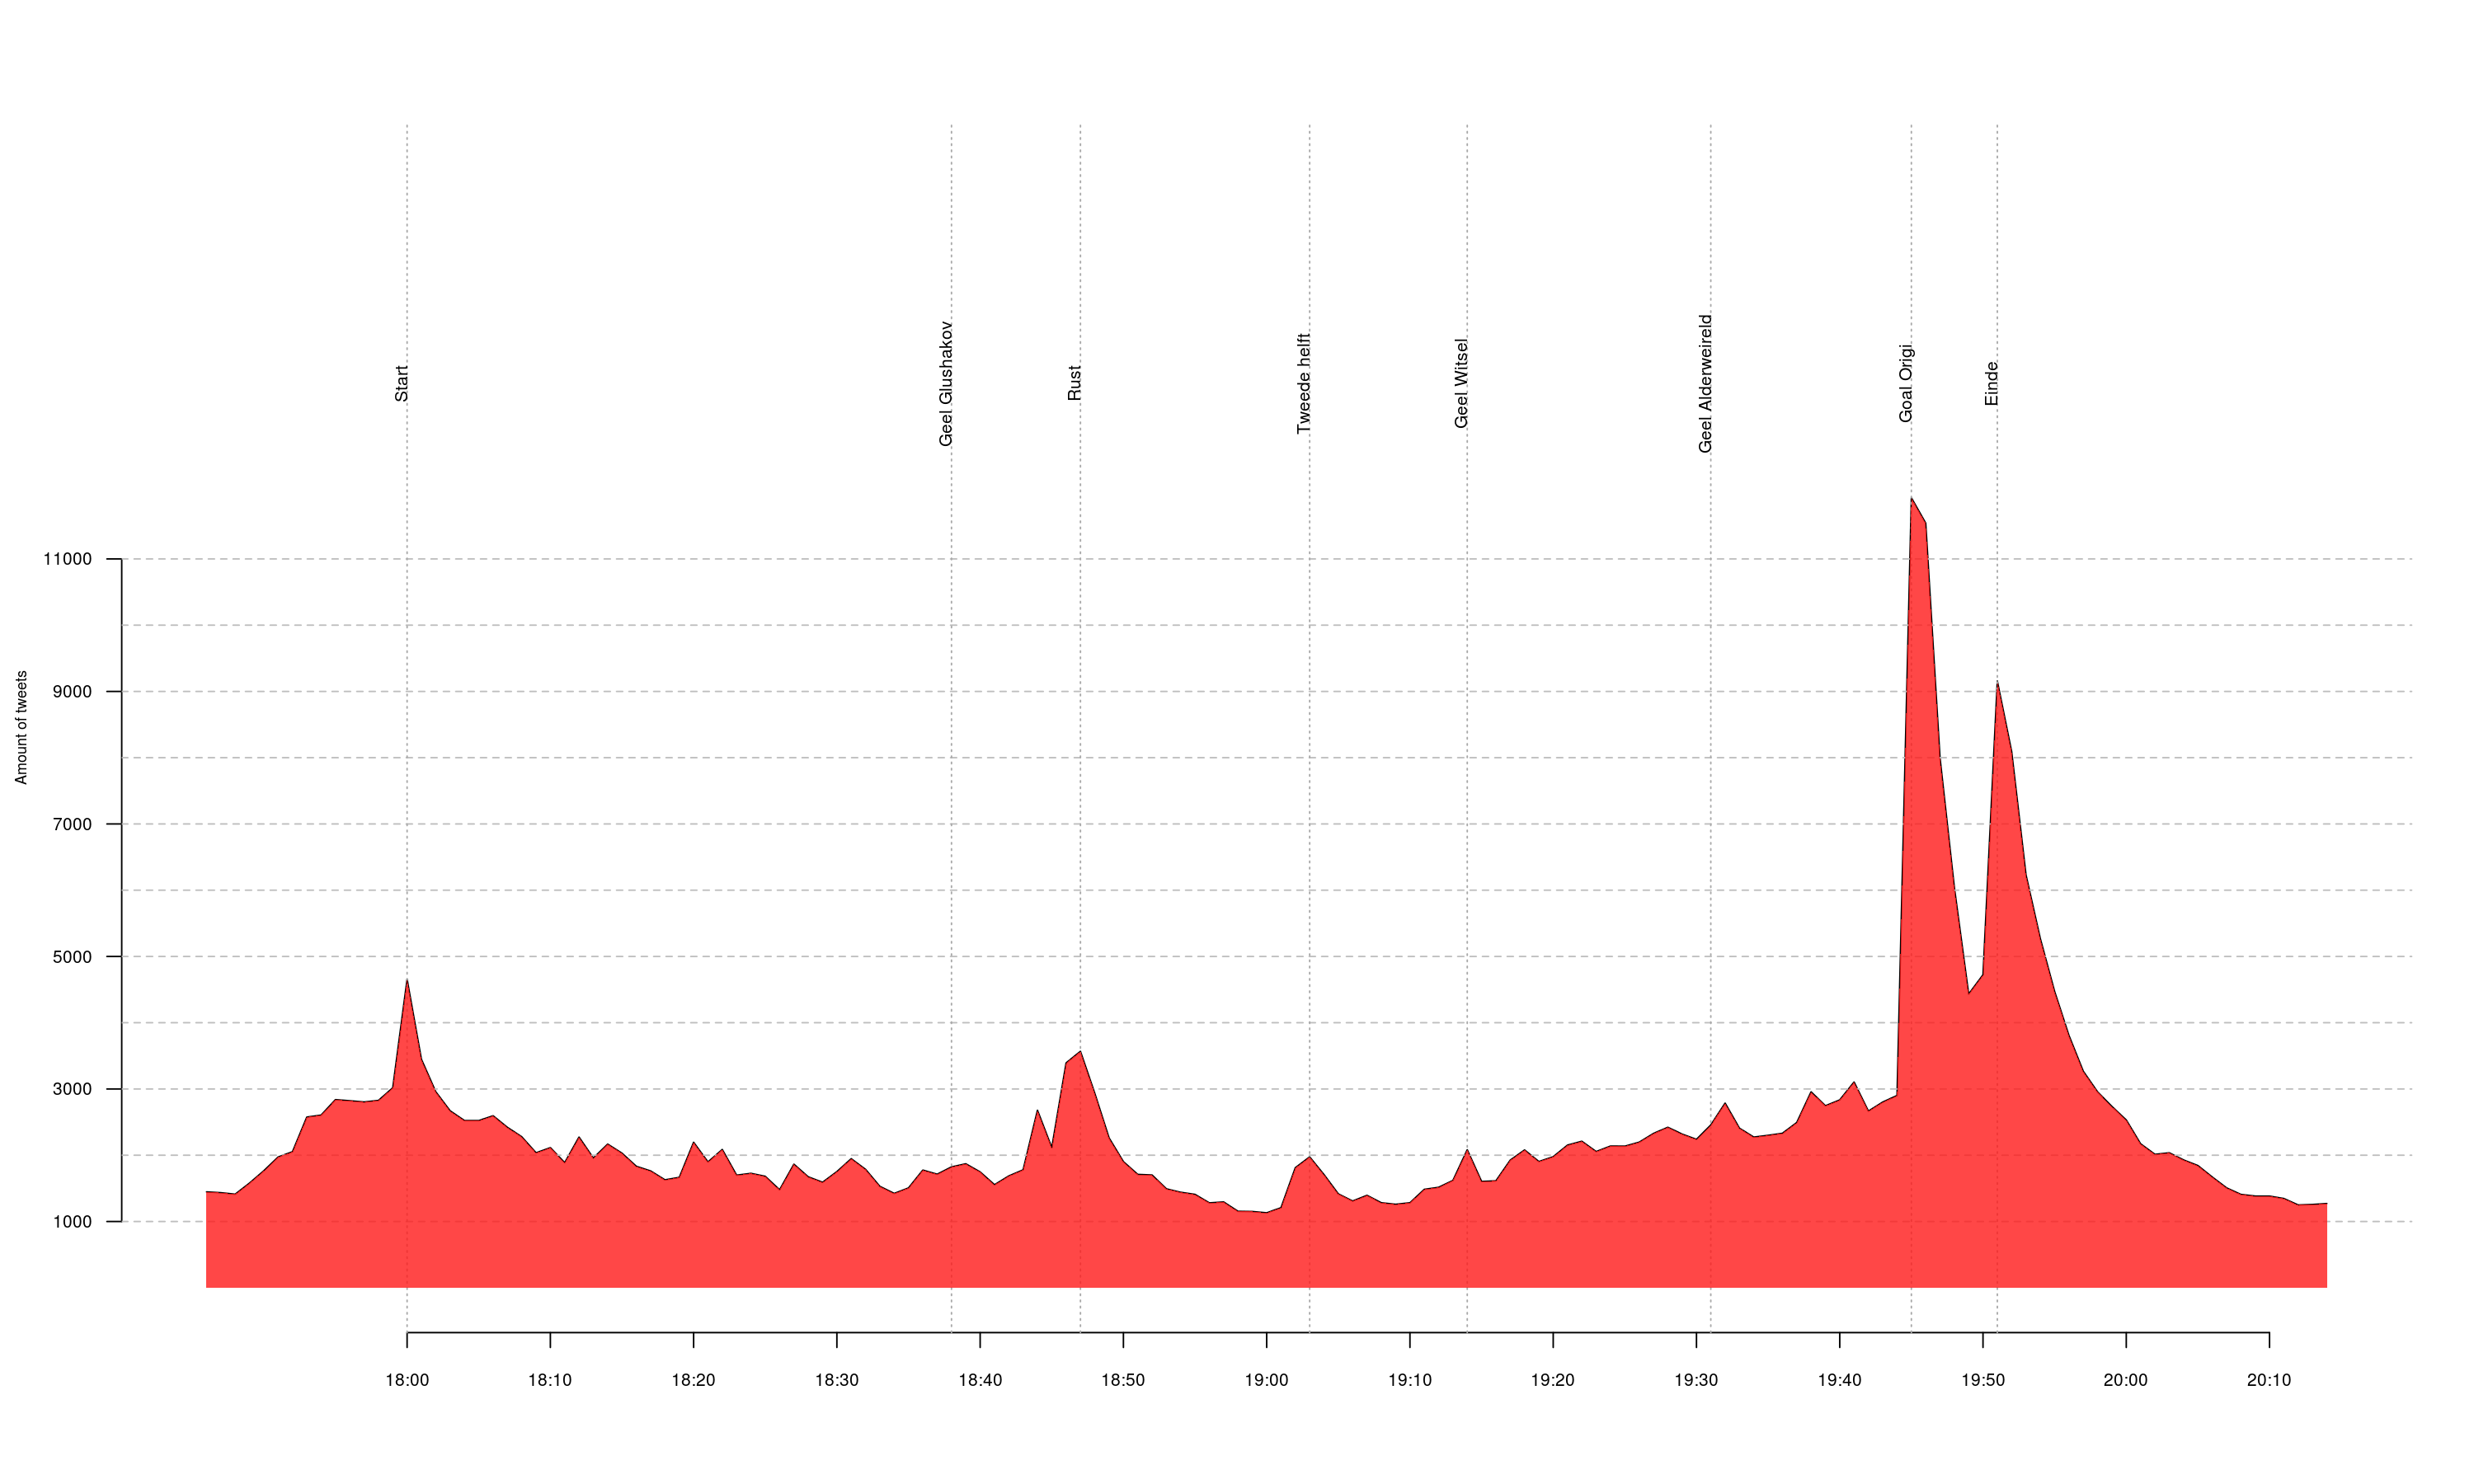 Start
Geel Glushakov
Rust
Tweede helft
Geel Witsel
Geel Alderweireld
Goal Origi
Einde
Amount of tweets
11000
9000
7000
5000
3000
1000
18:00
18:10
18:20
18:30
18:40
18:50
19:00
19:10
19:20
19:30
19:40
19:50
20:00
20:10